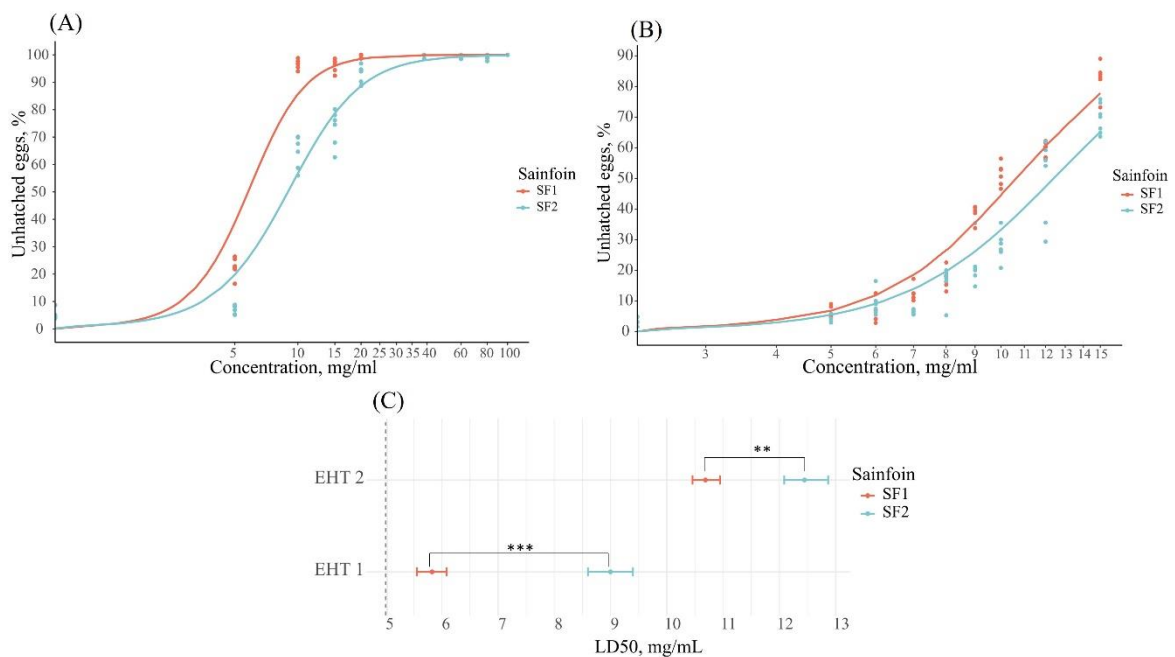 (A)
100
90
80
70
60
50
40
30
20
10
0
Unhatched eggs, %
5 10 15 20 25 30 35 40 60 80 100
Concentration, mg/ml
Sainfoin
SF1
SF2
(B)
90
80
70
60
50
40
30
20
10
0
Unhatched eggs, %
3 4 5 6 7 8 9 10 11 12 13 14 15
Concentration, mg/ml
Sainfoin
SF1
SF2
(C)
EHT 2
**
EHT 1
***
5 6 7 8 9 10 11 12 13
LD50, mg/mL
Sainfoin
SF1
SF2